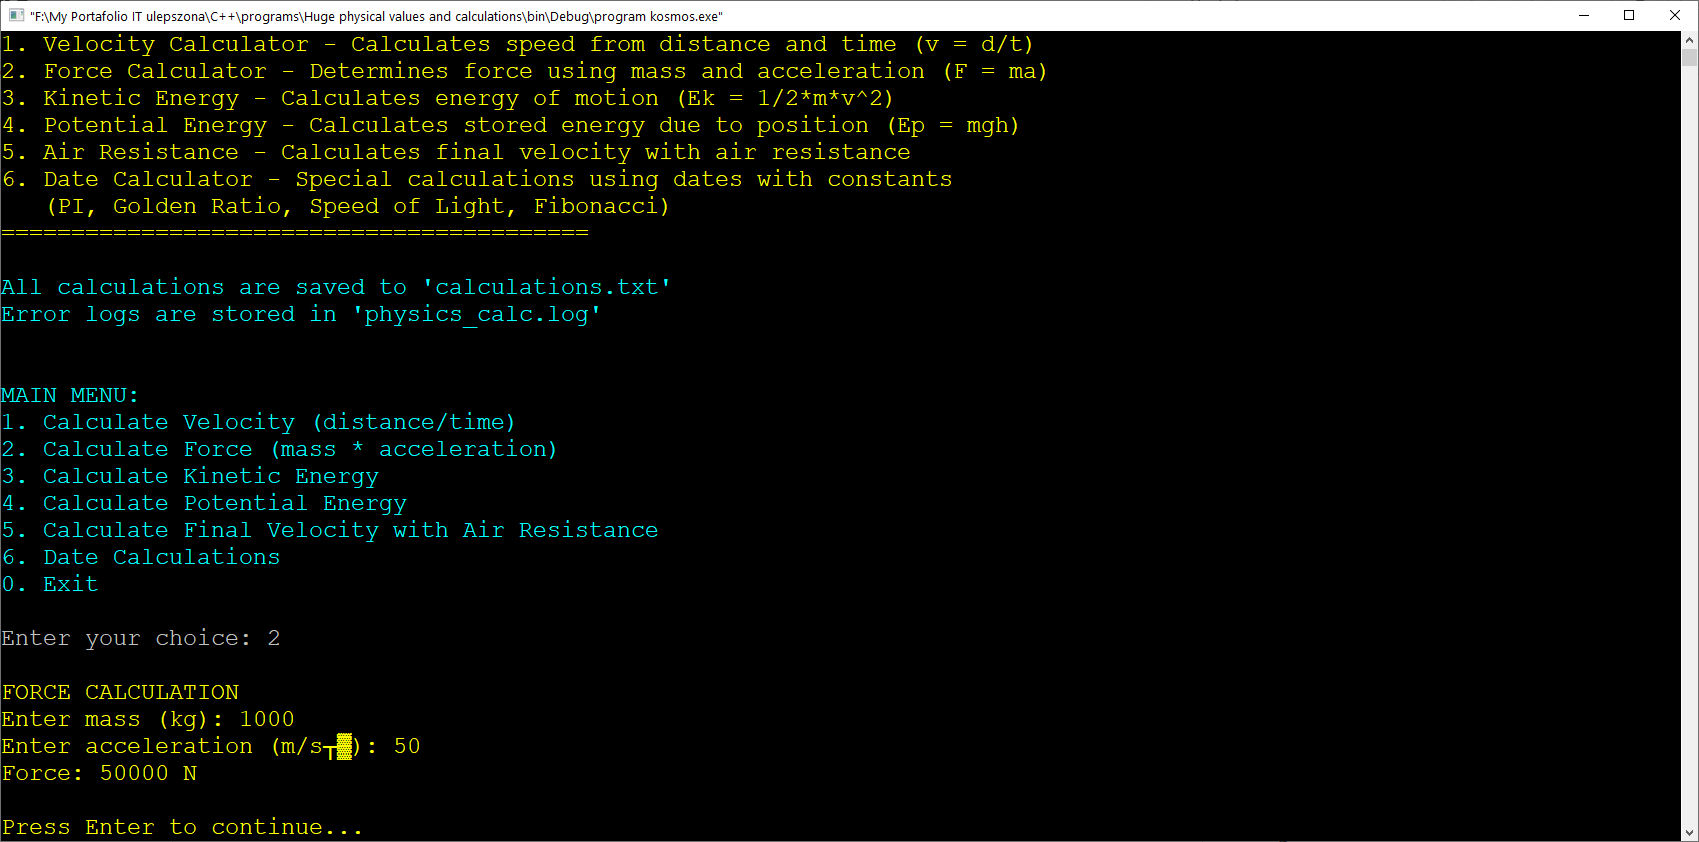 "F:\My Portafolio IT ulepszona\C++\programs\Huge physical values and calculations\bin\Debug\program kosmos.exe"
1. Velocity Calculator - Calculates speed from distance and time (v = d/t)
2. Force Calculator - Determines force using mass and acceleration (F = ma)
3. Kinetic Energy - Calculates energy of motion (Ek = 1/2*m*v^2)
4. Potential Energy - Calculates stored energy due to position (Ep = mgh)
5. Air Resistance - Calculates final velocity with air resistance
6. Date Calculator - Special calculations using dates with constants
(PI, Golden Ratio, Speed of Light, Fibonacci)
==========================================
All calculations are saved to 'calculations.txt'
Error logs are stored in 'physics_calc.log'
MAIN MENU:
1. Calculate Velocity (distance/time)
2. Calculate Force (mass * acceleration)
3. Calculate Kinetic Energy
4. Calculate Potential Energy
5. Calculate Final Velocity with Air Resistance
6. Date Calculations
0. Exit
Enter your choice: 2
FORCE CALCULATION
Enter mass (kg): 1000
Enter acceleration (m/s┬▓): 50
Force: 50000 N
Press Enter to continue...